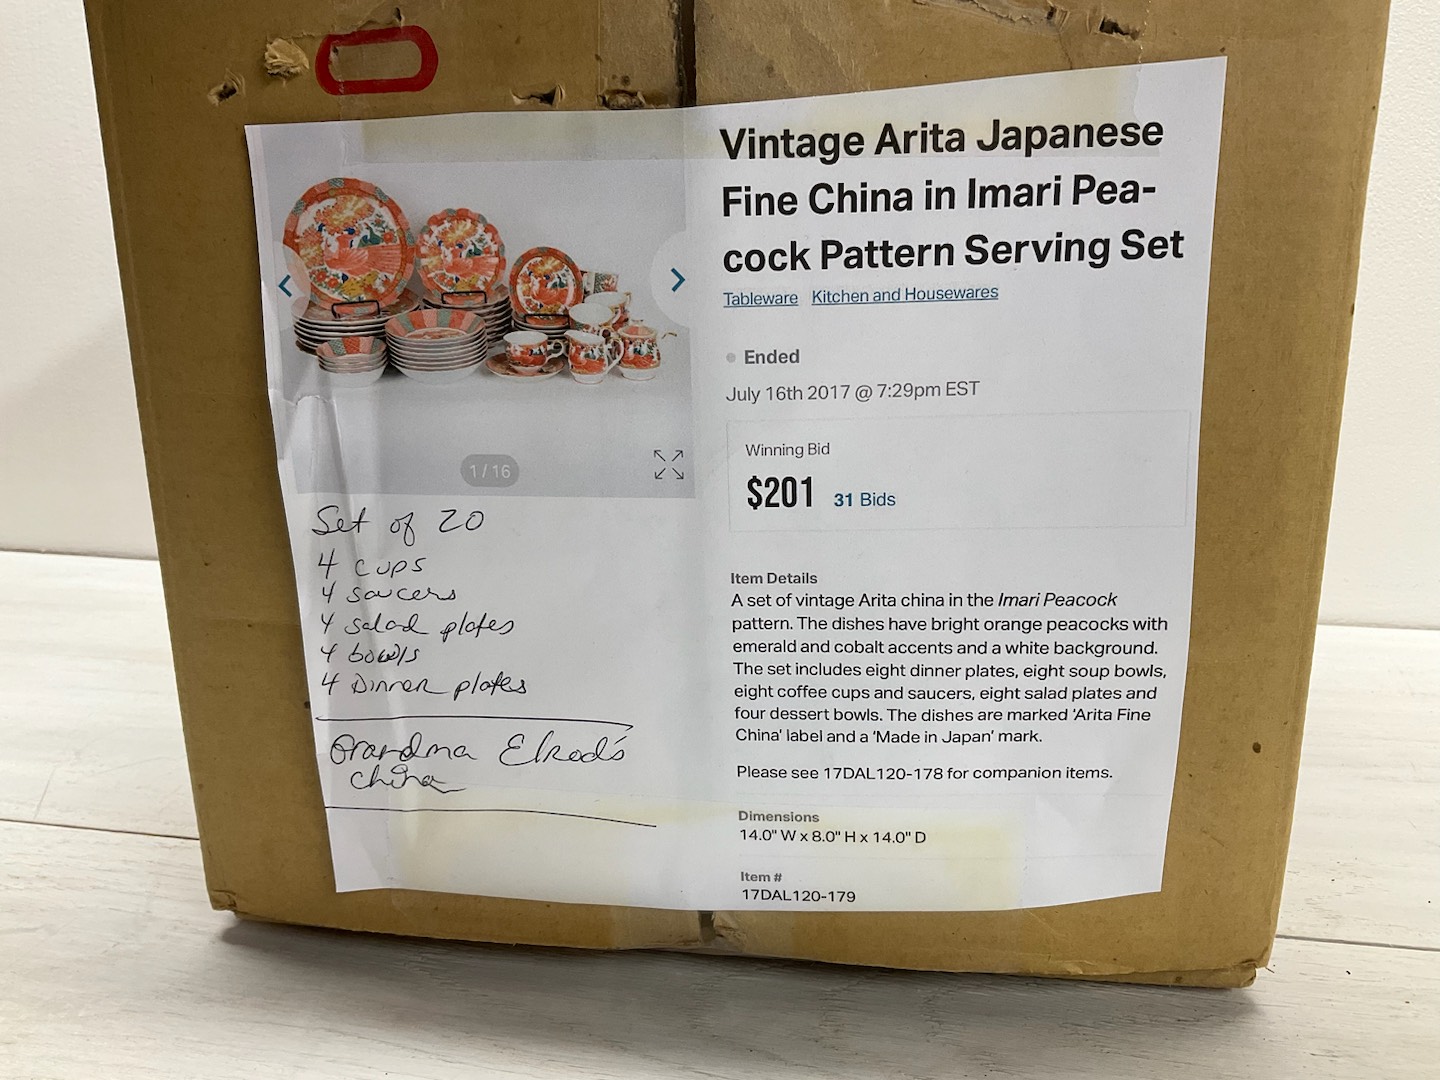 Vintage Arita Japanese
Fine China in Imari Pea-
cock Pattern Serving Set
Tableware Kitchen and Housewares
Ended
July 16th 2017 @ 7:29pm EST
Winning Bid
$201 31 Bids
1 / 16
Set of 20
4 cups
4 saucers
4 salad plates
4 bowls
4 Dinner plates
Grandma Elrod's
china
Item Details
A set of vintage Arita china in the Imari Peacock
pattern. The dishes have bright orange peacocks with
emerald and cobalt accents and a white background.
The set includes eight dinner plates, eight soup bowls,
eight coffee cups and saucers, eight salad plates and
four dessert bowls. The dishes are marked 'Arita Fine
China' label and a 'Made in Japan' mark.
Please see 17DAL120-178 for companion items.
Dimensions
14.0" W x 8.0" H x 14.0" D
Item #
17DAL120-179